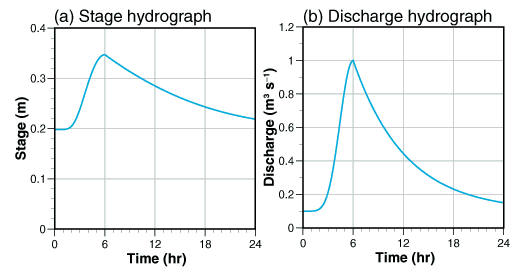 (a) Stage hydrograph
0.4
0.3
0.2
0.1
0
Stage (m)
0 6 12 18 24
Time (hr)
(b) Discharge hydrograph
1.2
1
0.8
0.6
0.4
0.2
0
Discharge (m³ s⁻¹)
0 6 12 18 24
Time (hr)